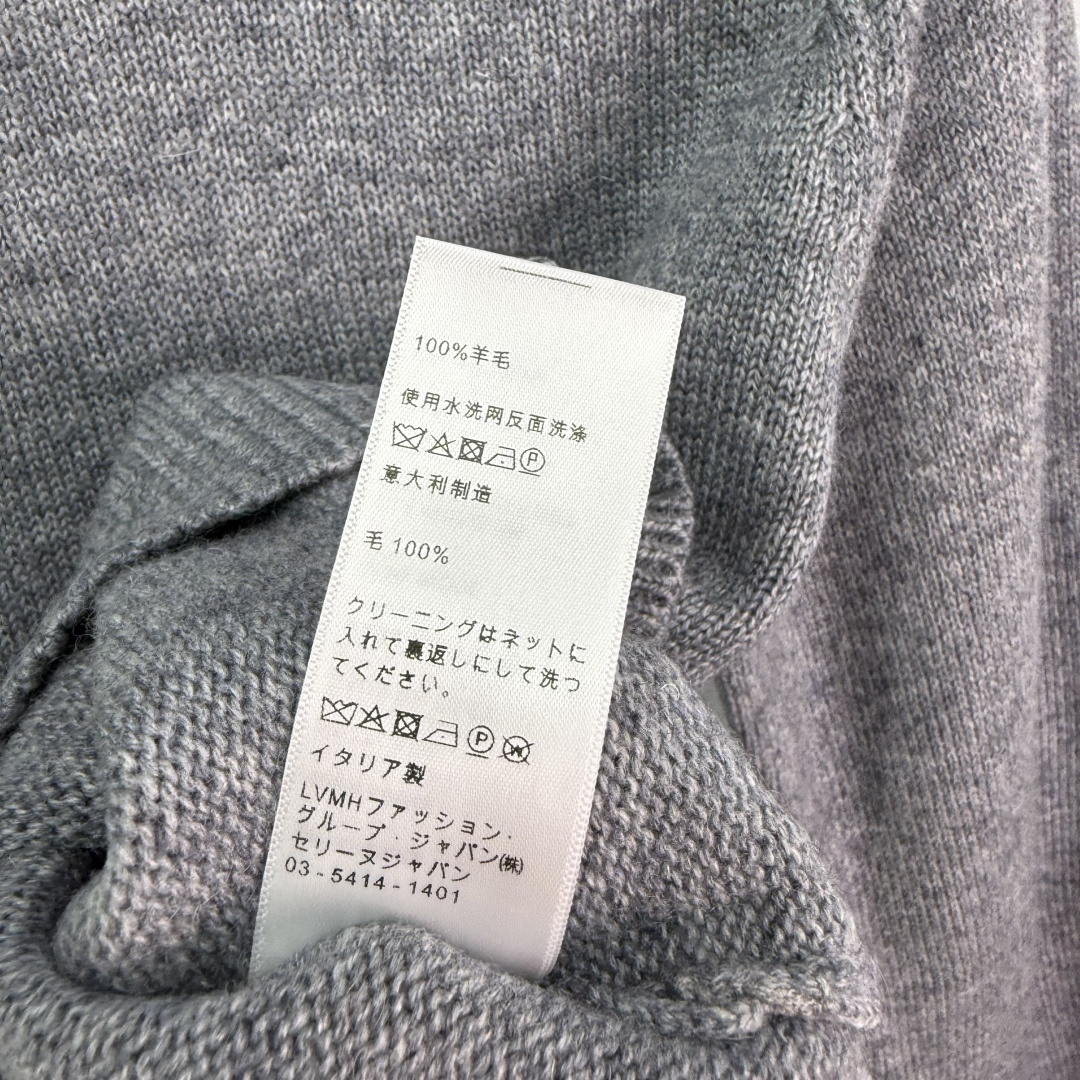 100%羊毛
使用水洗网反面洗涤
P
意大利制造
毛 100%
クリーニングはネットに
入れて裏返しにして洗っ
てください。
P W
イタリア製
LVMHファッション・
グループ・ジャパン㈱
セリーヌジャパン
03-5414-1401